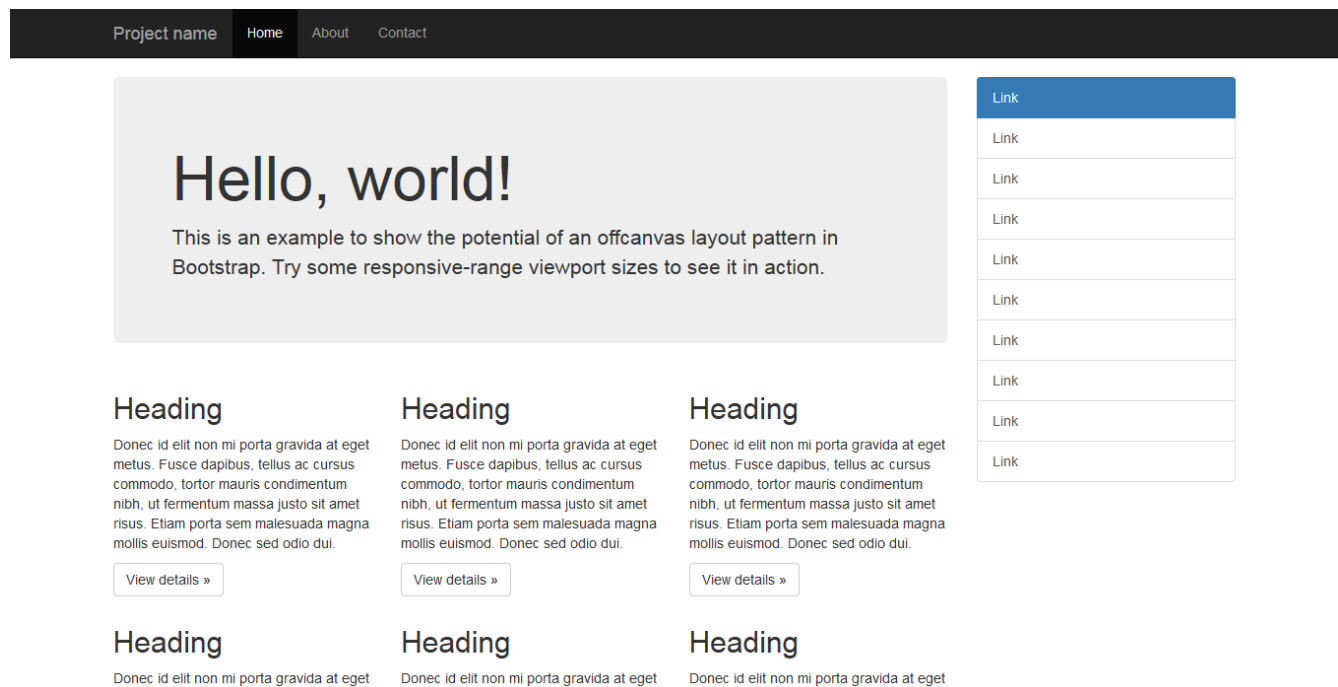 Project name Home About Contact
Hello, world!
This is an example to show the potential of an offcanvas layout pattern in
Bootstrap. Try some responsive-range viewport sizes to see it in action.
Link
Link
Link
Link
Link
Link
Link
Link
Link
Link
Heading
Donec id elit non mi porta gravida at eget
metus. Fusce dapibus, tellus ac cursus
commodo, tortor mauris condimentum
nibh, ut fermentum massa justo sit amet
risus. Etiam porta sem malesuada magna
mollis euismod. Donec sed odio dui.
View details »
Heading
Donec id elit non mi porta gravida at eget
metus. Fusce dapibus, tellus ac cursus
commodo, tortor mauris condimentum
nibh, ut fermentum massa justo sit amet
risus. Etiam porta sem malesuada magna
mollis euismod. Donec sed odio dui.
View details »
Heading
Donec id elit non mi porta gravida at eget
metus. Fusce dapibus, tellus ac cursus
commodo, tortor mauris condimentum
nibh, ut fermentum massa justo sit amet
risus. Etiam porta sem malesuada magna
mollis euismod. Donec sed odio dui.
View details »
Heading
Donec id elit non mi porta gravida at eget
Heading
Donec id elit non mi porta gravida at eget
Heading
Donec id elit non mi porta gravida at eget